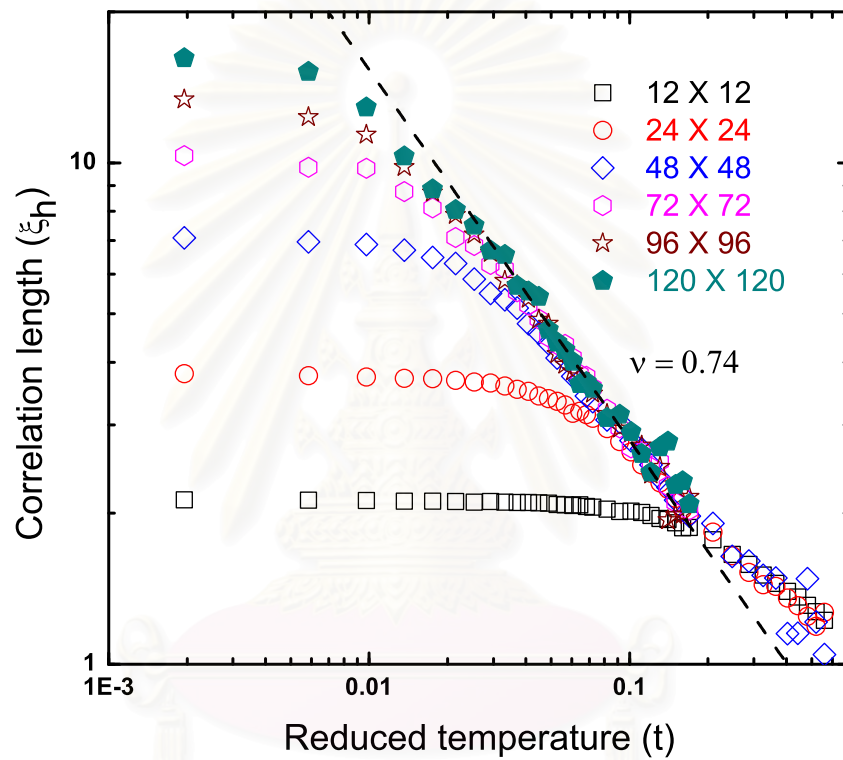 12 X 12
24 X 24
48 X 48
72 X 72
96 X 96
120 X 120
ν = 0.74
10
1
1E-3 0.01 0.1
Correlation length (ξh)
Reduced temperature (t)